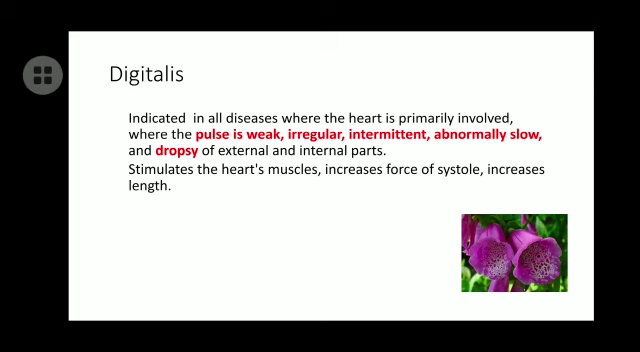 Digitalis
Indicated in all diseases where the heart is primarily involved,
where the pulse is weak, irregular, intermittent, abnormally slow,
and dropsy of external and internal parts.
Stimulates the heart's muscles, increases force of systole, increases
length.